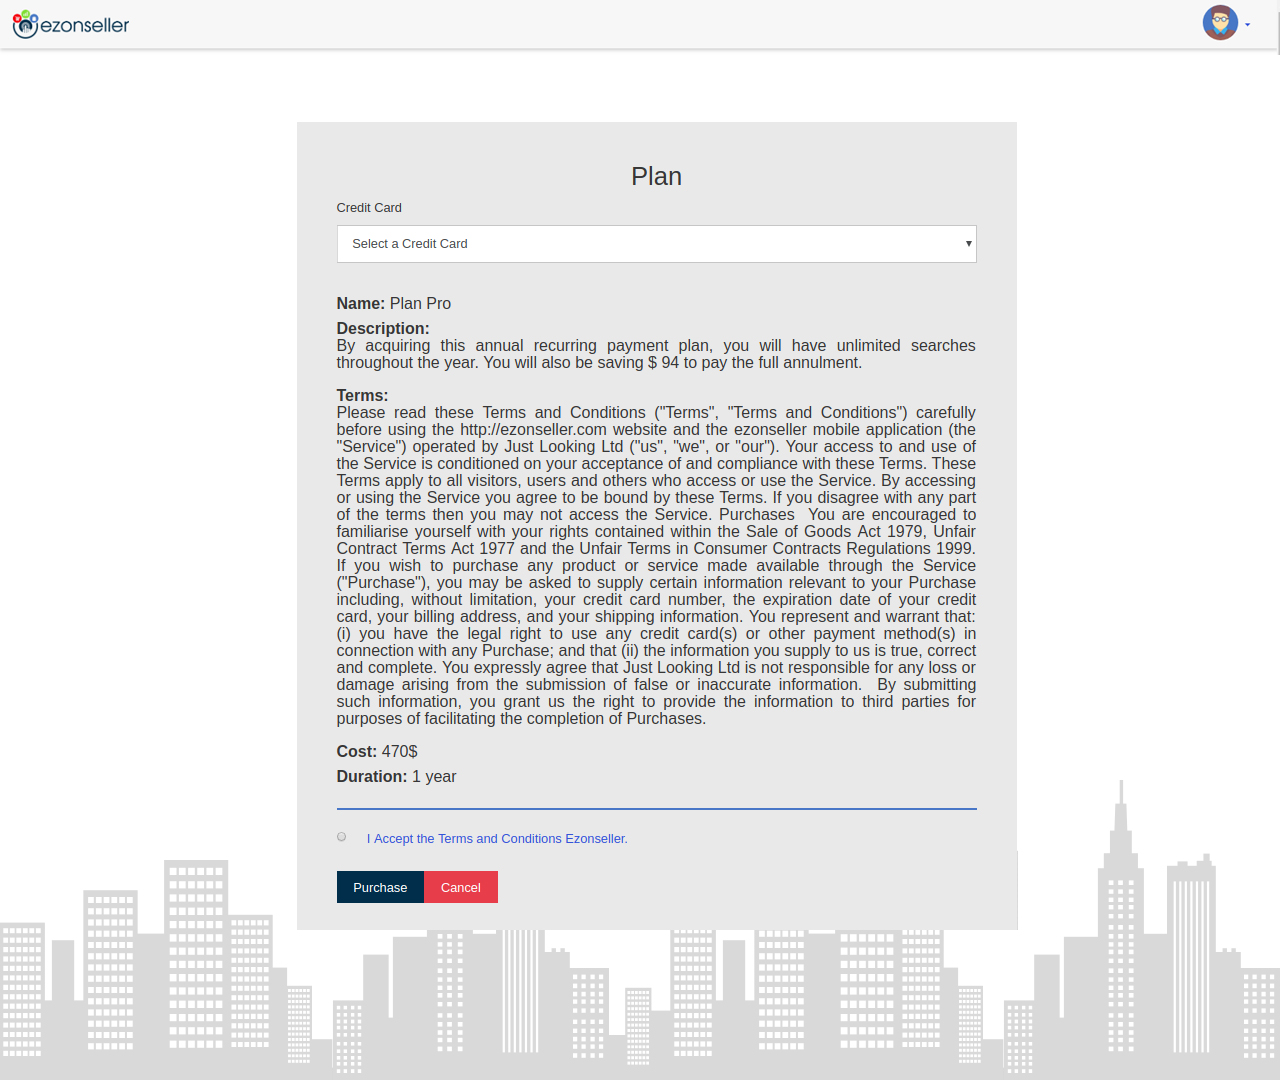 ezonseller
Plan
Credit Card
Select a Credit Card
Name: Plan Pro
Description:
By acquiring this annual recurring payment plan, you will have unlimited searches
throughout the year. You will also be saving $ 94 to pay the full annulment.
Terms:
Please read these Terms and Conditions ("Terms", "Terms and Conditions") carefully
before using the http://ezonseller.com website and the ezonseller mobile application (the
"Service") operated by Just Looking Ltd ("us", "we", or "our"). Your access to and use of
the Service is conditioned on your acceptance of and compliance with these Terms. These
Terms apply to all visitors, users and others who access or use the Service. By accessing
or using the Service you agree to be bound by these Terms. If you disagree with any part
of the terms then you may not access the Service. Purchases  You are encouraged to
familiarise yourself with your rights contained within the Sale of Goods Act 1979, Unfair
Contract Terms Act 1977 and the Unfair Terms in Consumer Contracts Regulations 1999.
If you wish to purchase any product or service made available through the Service
("Purchase"), you may be asked to supply certain information relevant to your Purchase
including, without limitation, your credit card number, the expiration date of your credit
card, your billing address, and your shipping information. You represent and warrant that:
(i) you have the legal right to use any credit card(s) or other payment method(s) in
connection with any Purchase; and that (ii) the information you supply to us is true, correct
and complete. You expressly agree that Just Looking Ltd is not responsible for any loss or
damage arising from the submission of false or inaccurate information.  By submitting
such information, you grant us the right to provide the information to third parties for
purposes of facilitating the completion of Purchases.
Cost: 470$
Duration: 1 year
I Accept the Terms and Conditions Ezonseller.
Purchase Cancel